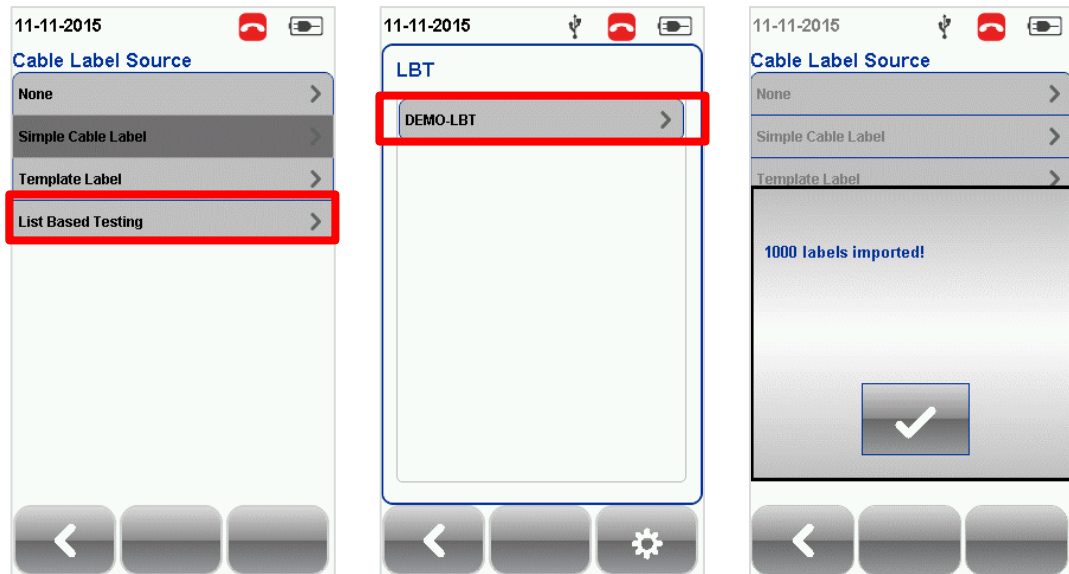 11-11-2015
Cable Label Source
None
Simple Cable Label
Template Label
List Based Testing
11-11-2015
LBT
DEMO-LBT
11-11-2015
Cable Label Source
None
Simple Cable Label
Template Label
1000 labels imported!